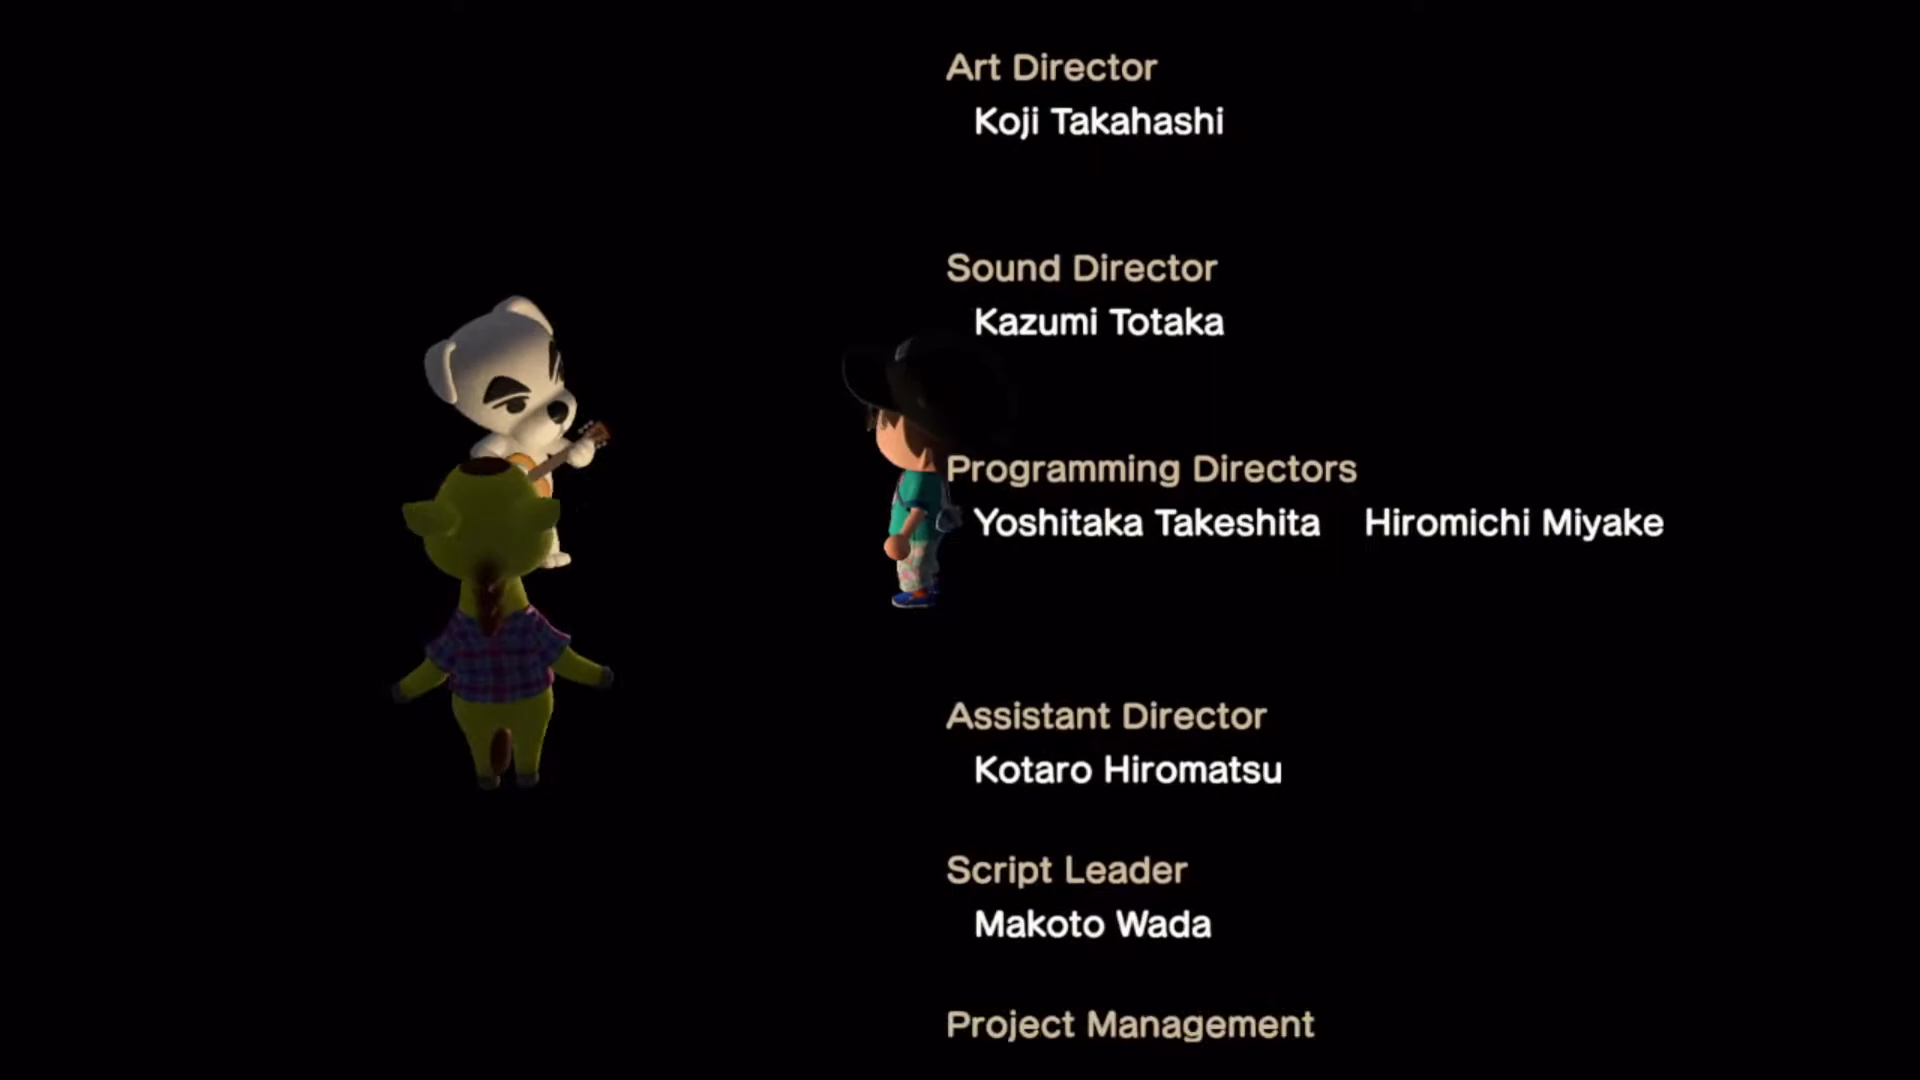 Art Director
Koji Takahashi
Sound Director
Kazumi Totaka
Programming Directors
Yoshitaka Takeshita Hiromichi Miyake
Assistant Director
Kotaro Hiromatsu
Script Leader
Makoto Wada
Project Management